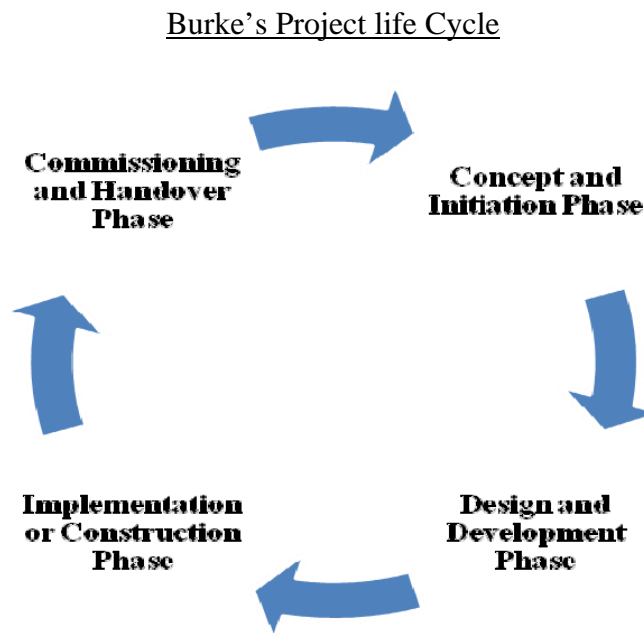 Burke's Project life Cycle
Commissioning
and Handover
Phase
Concept and
Initiation Phase
Implementation
or Construction
Phase
Design and
Development
Phase